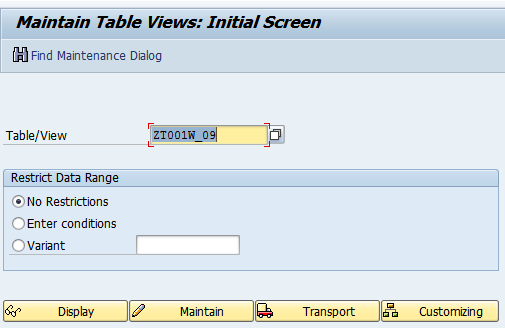 Maintain Table Views: Initial Screen
Find Maintenance Dialog
Table/View ZT001W_09
Restrict Data Range
No Restrictions
Enter conditions
Variant
Display Maintain Transport Customizing